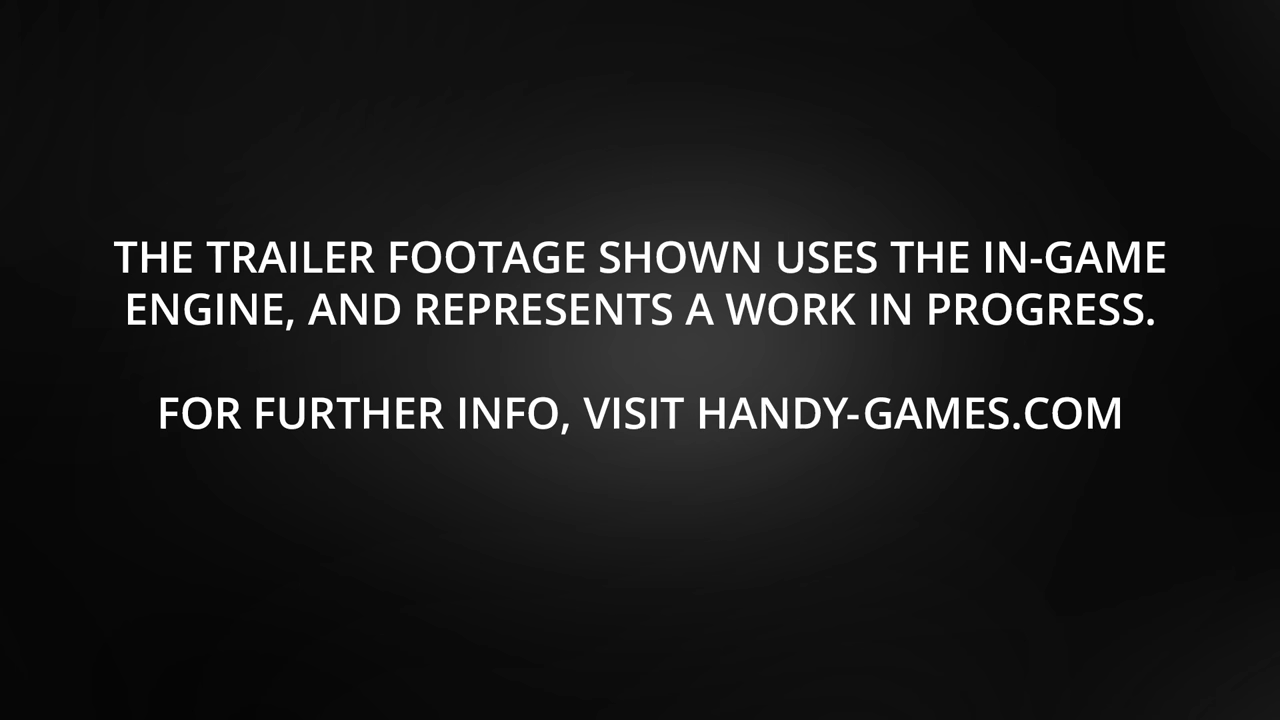 THE TRAILER FOOTAGE SHOWN USES THE IN-GAME
ENGINE, AND REPRESENTS A WORK IN PROGRESS.
FOR FURTHER INFO, VISIT HANDY-GAMES.COM